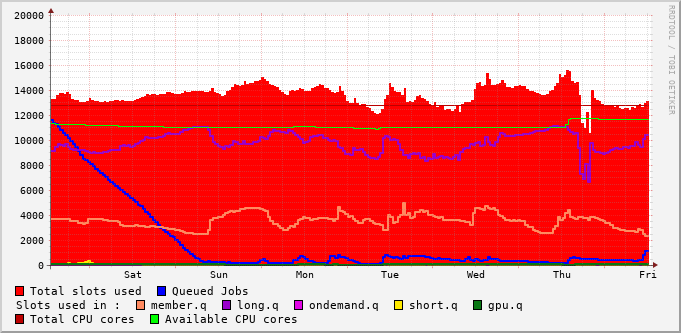 20000
18000
16000
14000
12000
10000
8000
6000
4000
2000
0
Sat Sun Mon Tue Wed Thu Fri
RRDTOOL / TOBI OETIKER
Total slots used Queued Jobs
Slots used in : member.q long.q ondemand.q short.q gpu.q
Total CPU cores Available CPU cores